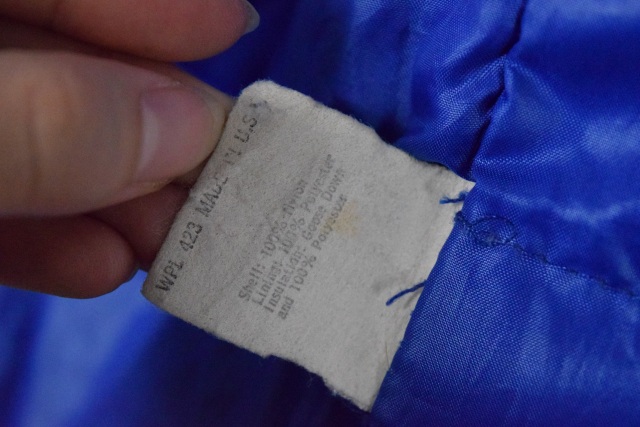 WPL 423 MADE IN U.S.A
Shell: 100% Nylon
Lining: 100% Polyester
Insulation: Goose Down
and 100% Polyester